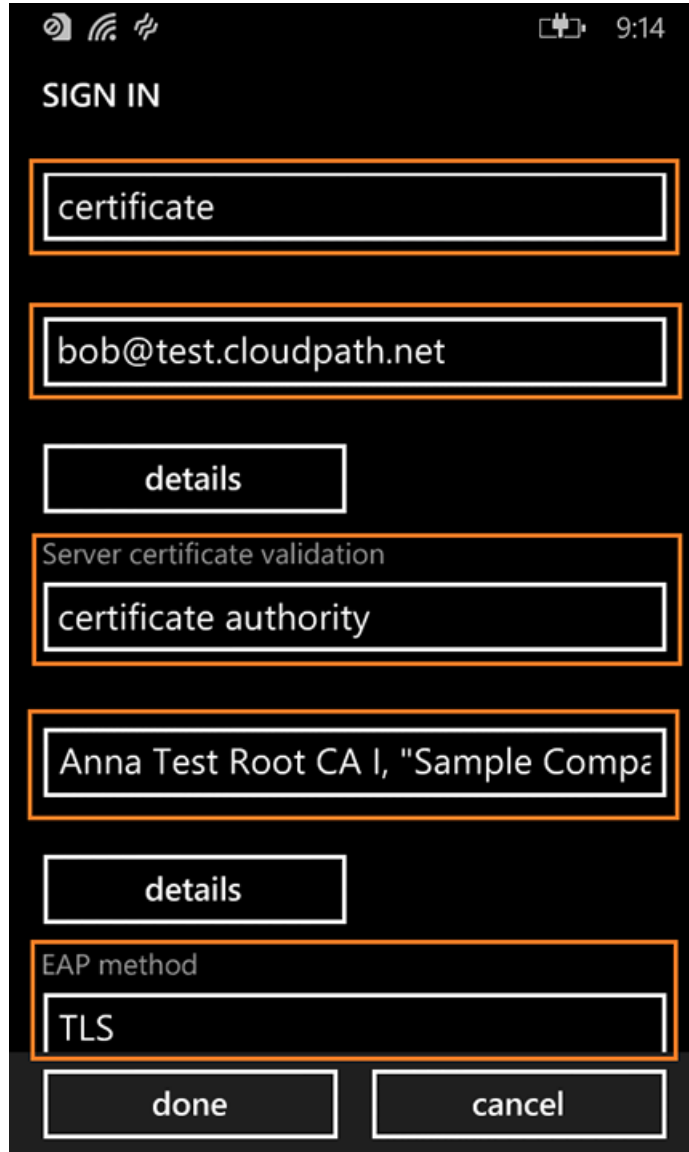 9:14
SIGN IN
certificate
bob@test.cloudpath.net
details
Server certificate validation
certificate authority
Anna Test Root CA I, "Sample Compa
details
EAP method
TLS
done cancel